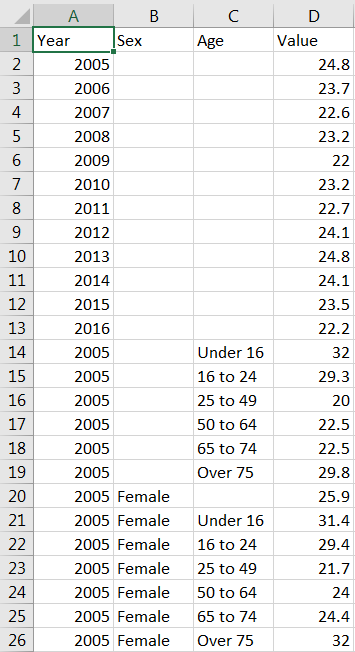 A B C D
1 Year Sex Age Value
2 2005 24.8
3 2006 23.7
4 2007 22.6
5 2008 23.2
6 2009 22
7 2010 23.2
8 2011 22.7
9 2012 24.1
10 2013 24.8
11 2014 24.1
12 2015 23.5
13 2016 22.2
14 2005 Under 16 32
15 2005 16 to 24 29.3
16 2005 25 to 49 20
17 2005 50 to 64 22.5
18 2005 65 to 74 22.5
19 2005 Over 75 29.8
20 2005 Female 25.9
21 2005 Female Under 16 31.4
22 2005 Female 16 to 24 29.4
23 2005 Female 25 to 49 21.7
24 2005 Female 50 to 64 24
25 2005 Female 65 to 74 24.4
26 2005 Female Over 75 32